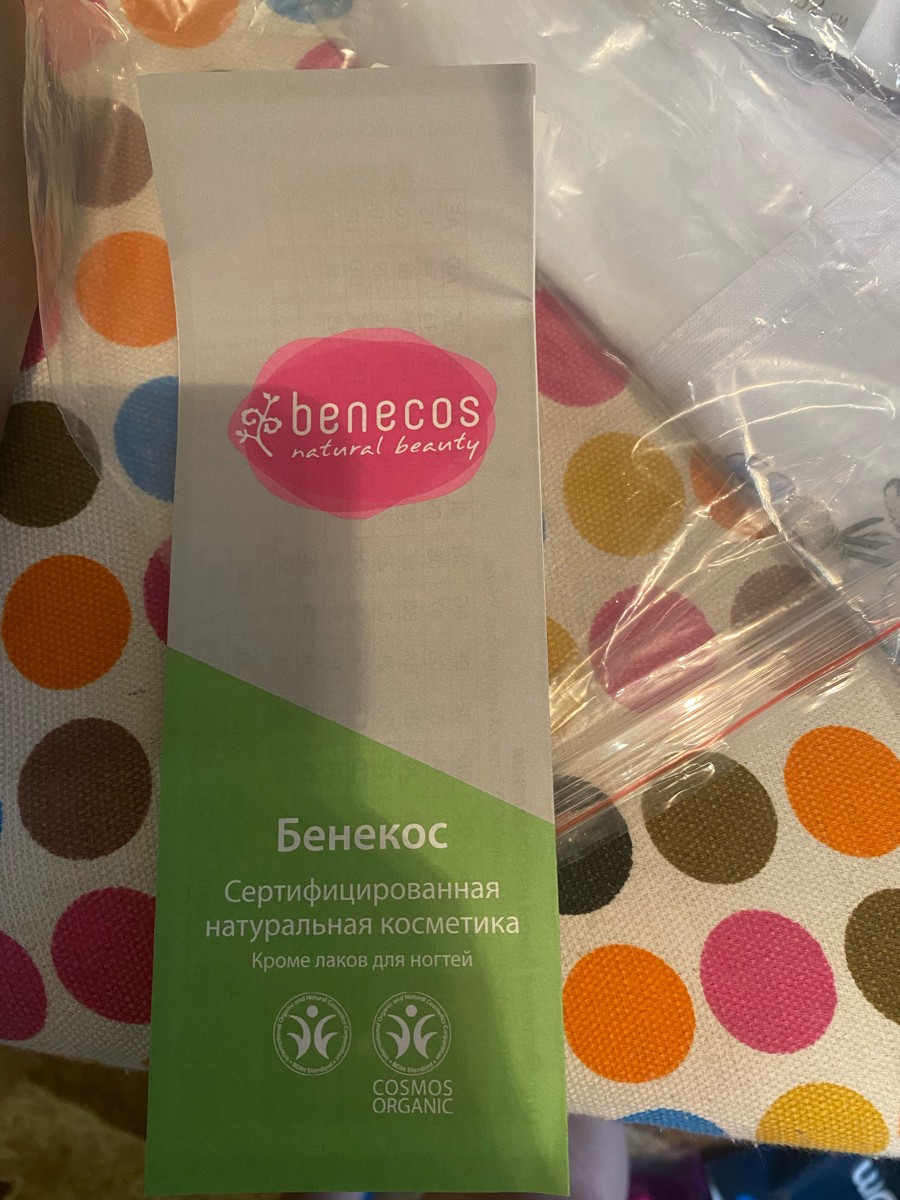 benecos
natural beauty
Бенекос
Сертифицированная
натуральная косметика
Кроме лаков для ногтей
COSMOS
ORGANIC